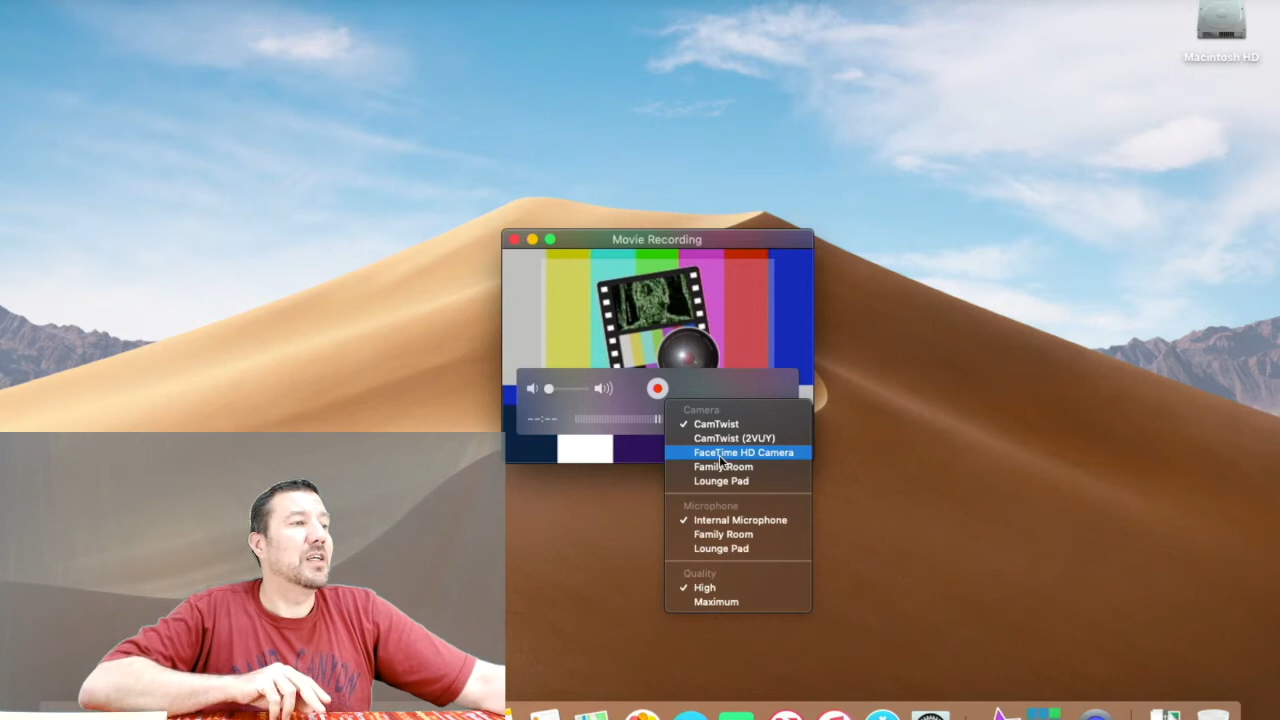 Macintosh HD
Movie Recording
--:--
Camera
✓ CamTwist
CamTwist (2VUY)
FaceTime HD Camera
Family Room
Lounge Pad
Microphone
✓ Internal Microphone
Family Room
Lounge Pad
Quality
✓ High
Maximum
CANYON